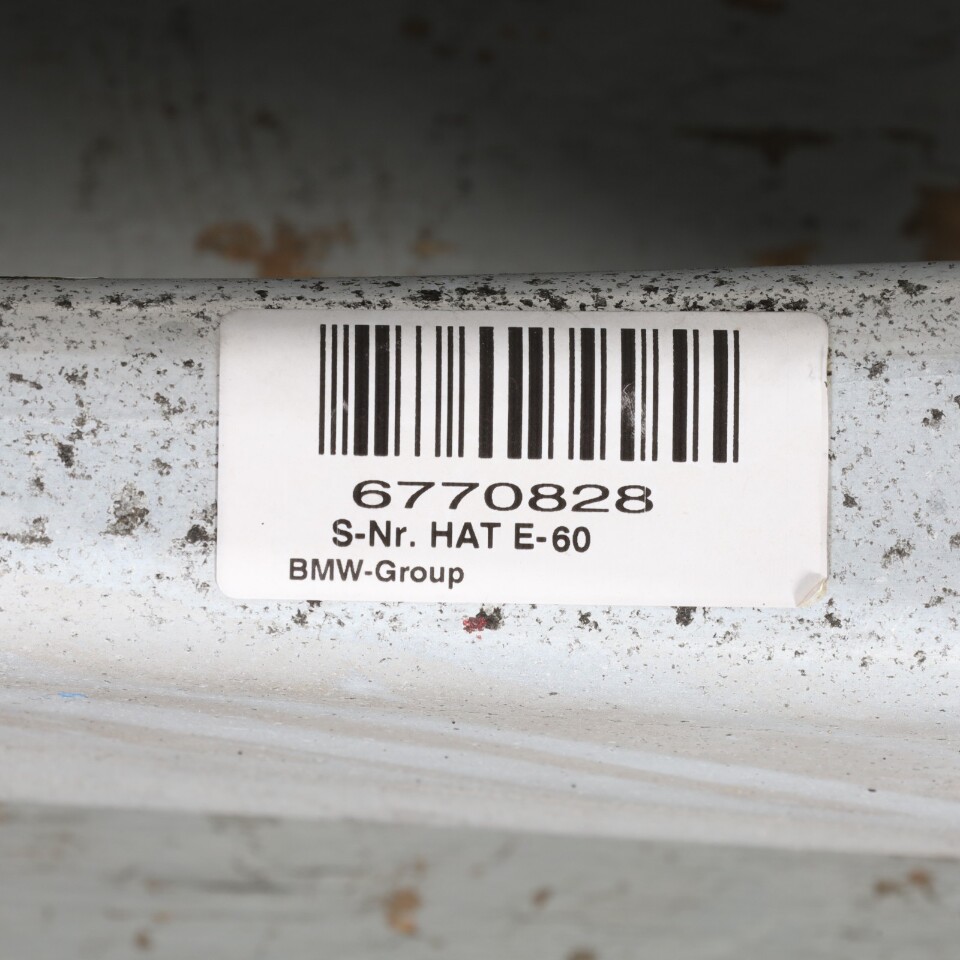 6770828
S-Nr. HAT E-60
BMW-Group